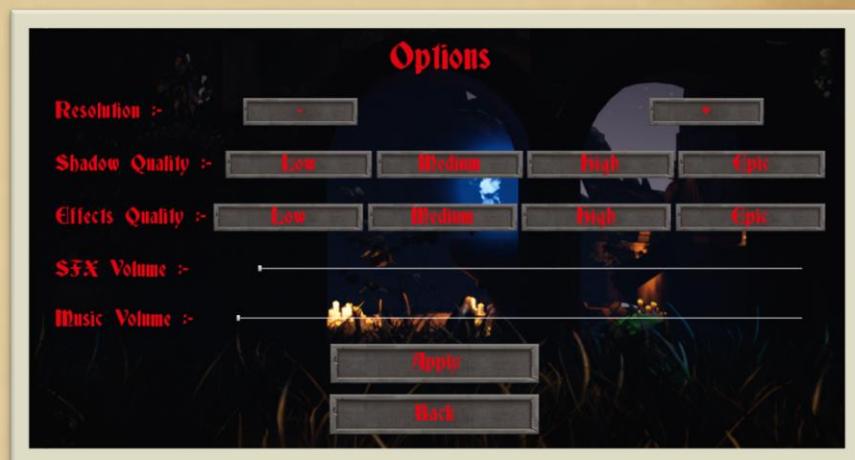 Options
Resolution :- - +
Shadow Quality :- Low Medium High Epic
Effects Quality :- Low Medium High Epic
SFX Volume :-
Music Volume :-
Apply
Back